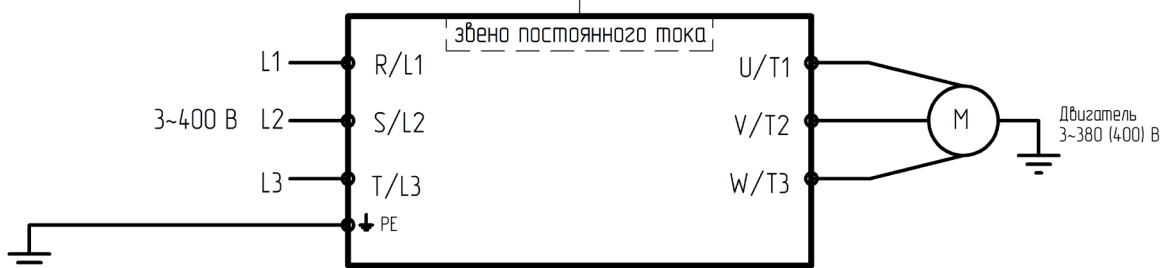 звено постоянного тока
L1 R/L1 U/T1
3~400 В L2 S/L2 V/T2 М
Двигатель
3~380 (400) В
L3 T/L3 W/T3
PE